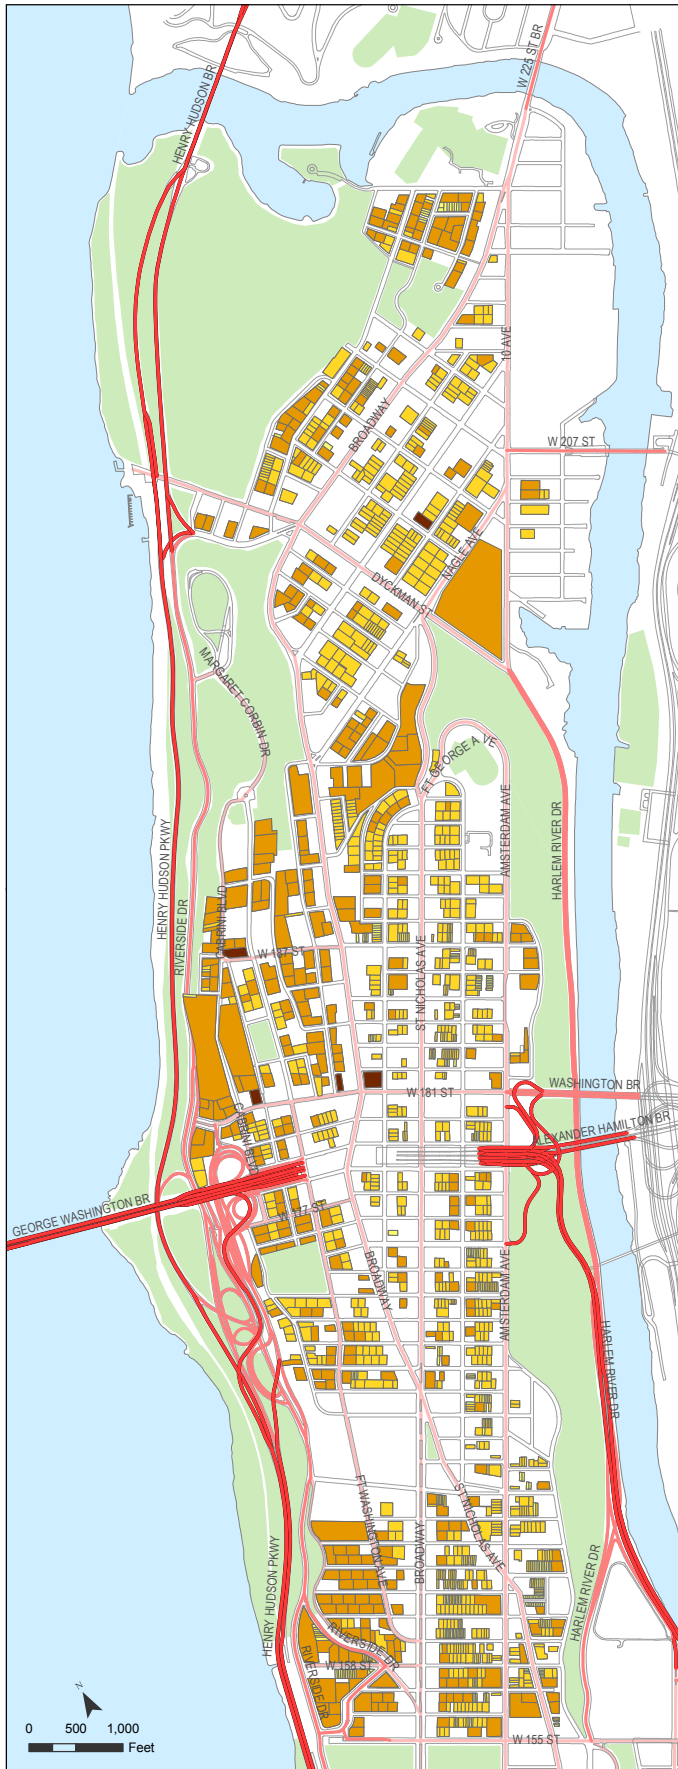 W 225 ST BR
HENRY HUDSON BR
10 AVE
BROADWAY
W 207 ST
NAGLE AVE
DYCKMAN ST
MARGARET CORBIN DR
FT GEORGE AVE
AMSTERDAM AVE
HARLEM RIVER DR
HENRY HUDSON PKWY
RIVERSIDE DR
CABRINI BLVD
W 187 ST
ST NICHOLAS AVE
WASHINGTON BR
W 181 ST
CABRINI BLVD
ALEXANDER HAMILTON BR
GEORGE WASHINGTON BR
W 177 ST
BROADWAY
AMSTERDAM AVE
HARLEM RIVER DR
FT WASHINGTON AVE
ST NICHOLAS AVE
BROADWAY
HENRY HUDSON PKWY
HARLEM RIVER DR
RIVERSIDE DR
W 158 ST
RIVERSIDE DR
N
W 155 ST
0 500 1,000
Feet